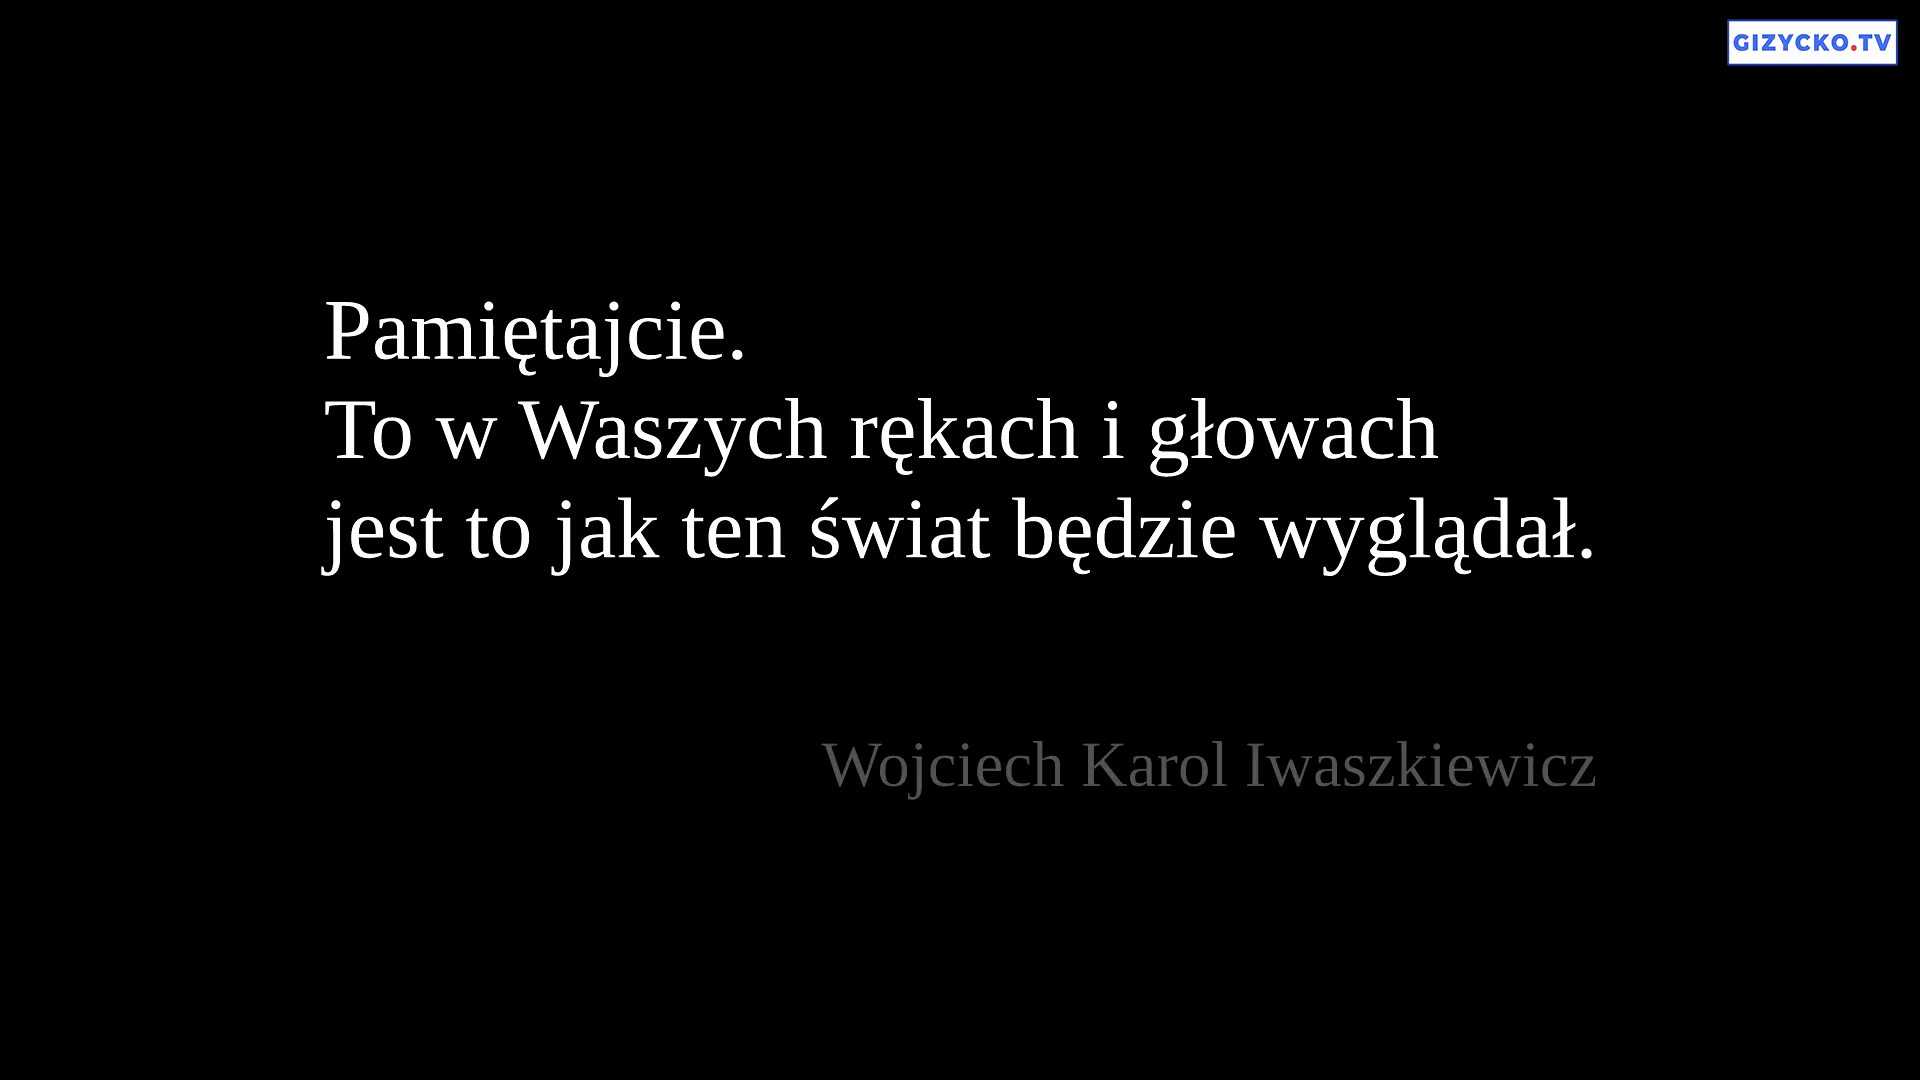 GIZYCKO.TV
Pamiętajcie.
To w Waszych rękach i głowach
jest to jak ten świat będzie wyglądał.
Wojciech Karol Iwaszkiewicz